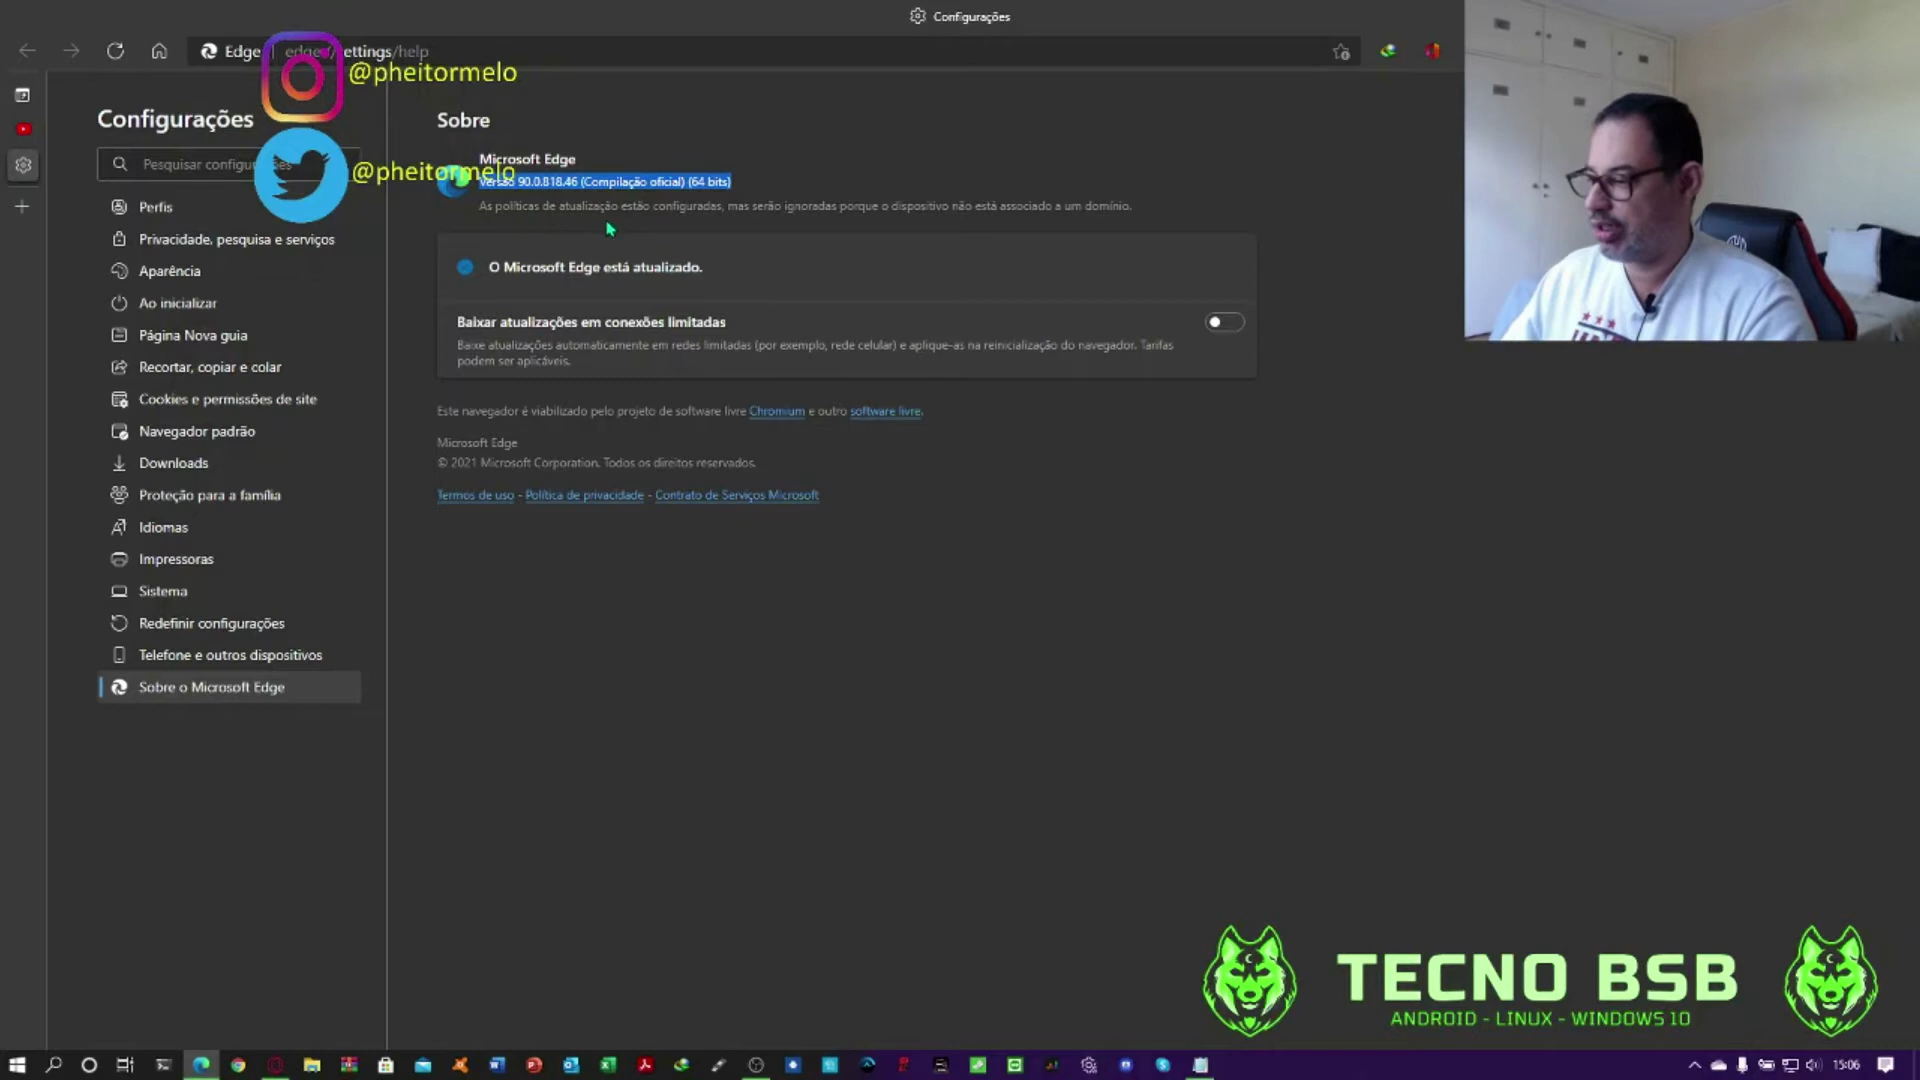 Configurações
Edge | edge://settings/help
@pheitormelo
@pheitormelo
Configurações
Pesquisar configurações
Perfis
Privacidade, pesquisa e serviços
Aparência
Ao inicializar
Página Nova guia
Recortar, copiar e colar
Cookies e permissões de site
Navegador padrão
Downloads
Proteção para a família
Idiomas
Impressoras
Sistema
Redefinir configurações
Telefone e outros dispositivos
Sobre o Microsoft Edge
Sobre
Microsoft Edge
Versão 90.0.818.46 (Compilação oficial) (64 bits)
As políticas de atualização estão configuradas, mas serão ignoradas porque o dispositivo não está associado a um domínio.
O Microsoft Edge está atualizado.
Baixar atualizações em conexões limitadas
Baixe atualizações automaticamente em redes limitadas (por exemplo, rede celular) e aplique-as na reinicialização do navegador. Tarifas
podem ser aplicáveis.
Este navegador é viabilizado pelo projeto de software livre Chromium e outro software livre.
Microsoft Edge
© 2021 Microsoft Corporation. Todos os direitos reservados.
Termos de uso - Política de privacidade - Contrato de Serviços Microsoft
TECNO BSB
ANDROID - LINUX - WINDOWS 10
15:06